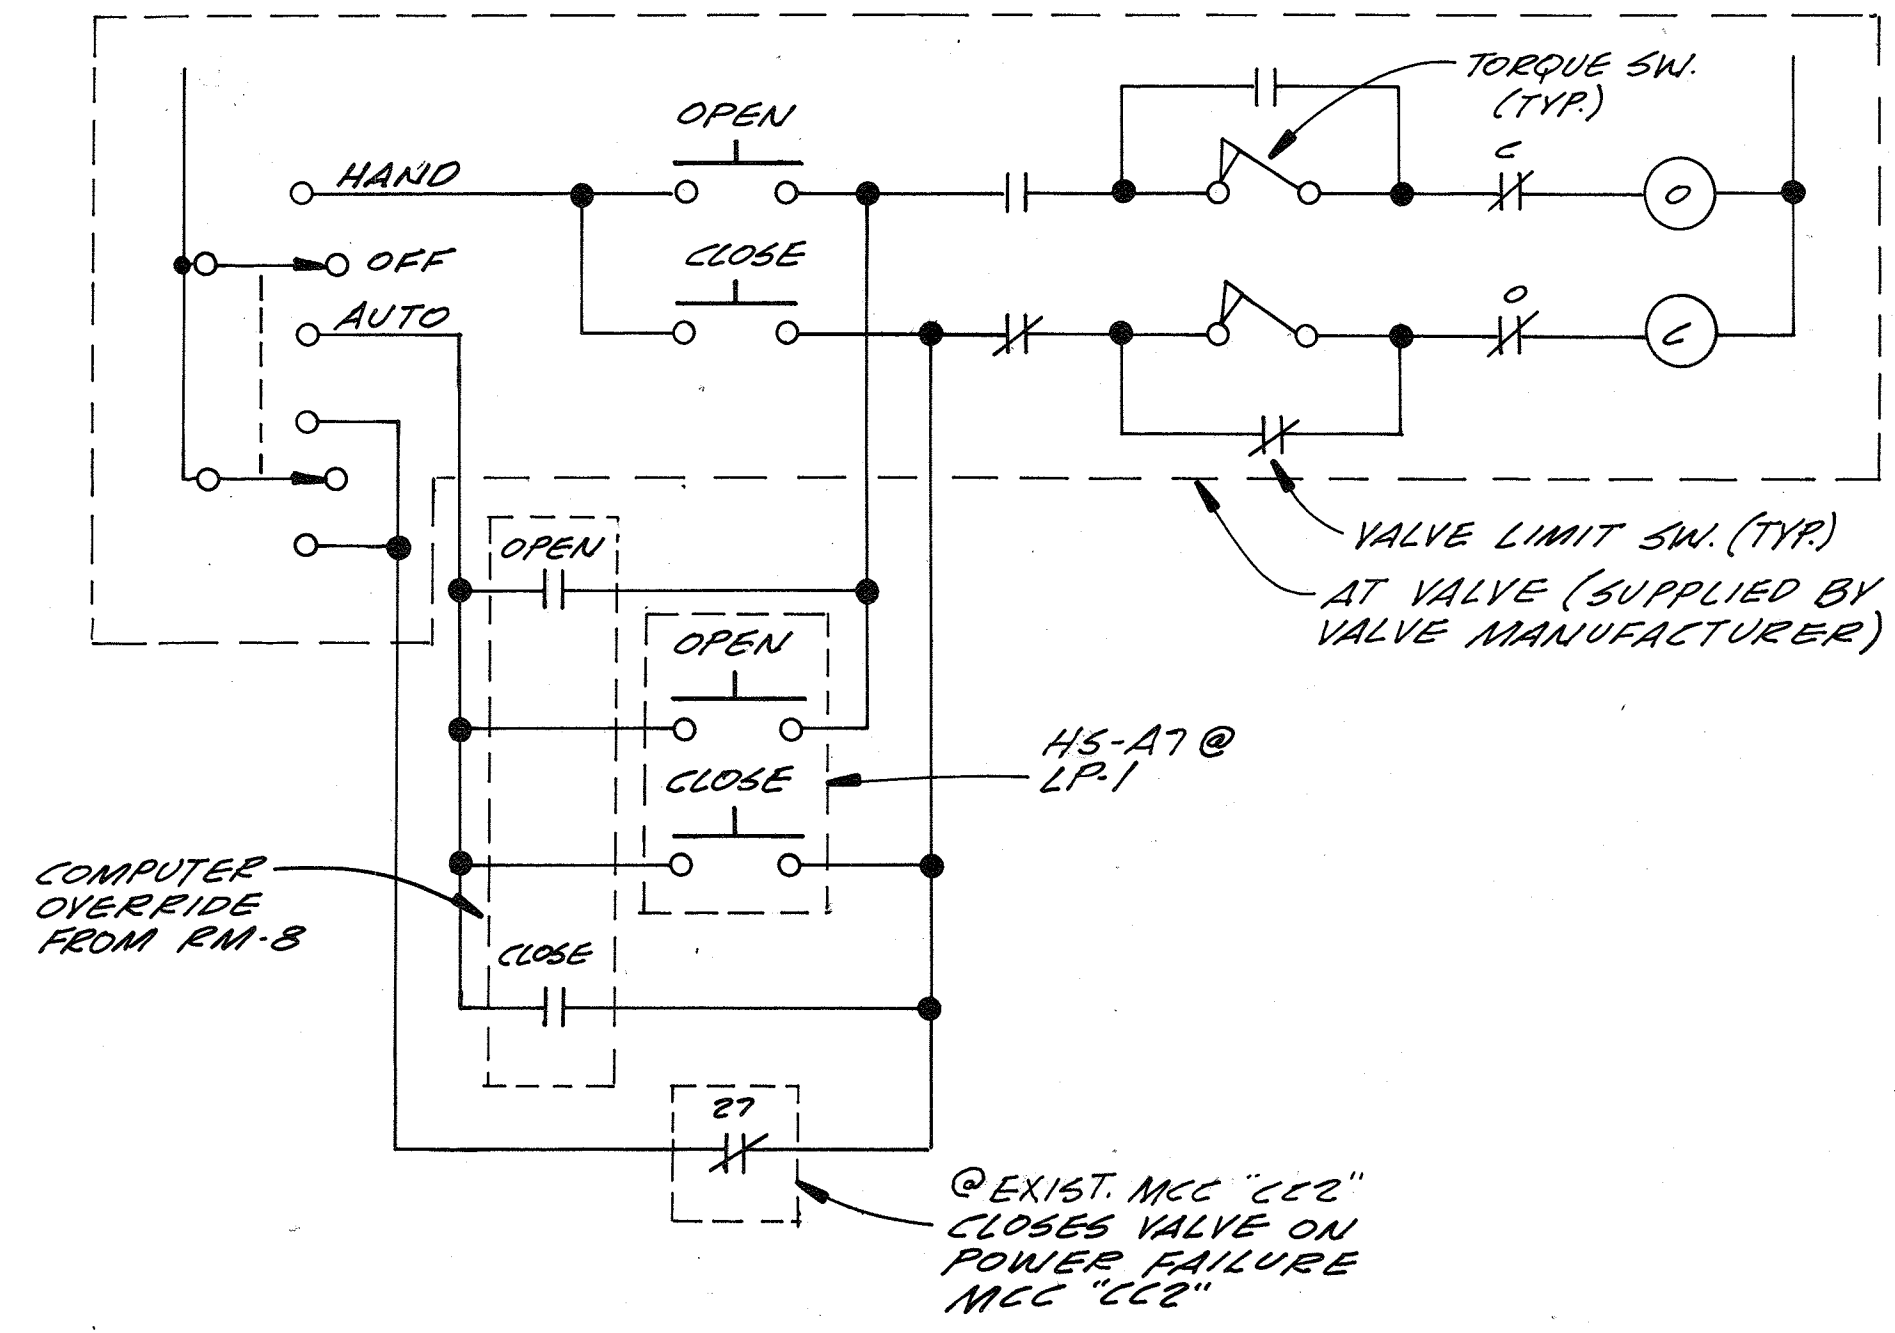 TORQUE SW.
(TYP.)
OPEN
C
HAND
O
CLOSE
OFF
O
AUTO
C
VALVE LIMIT SW. (TYP.)
OPEN
AT VALVE (SUPPLIED BY
VALVE MANUFACTURER)
OPEN
HS-A7 @
LP-1
CLOSE
COMPUTER
OVERRIDE
FROM RM-8
CLOSE
27
@ EXIST. MCC "CC2"
CLOSES VALVE ON
POWER FAILURE
MCC "CC2"